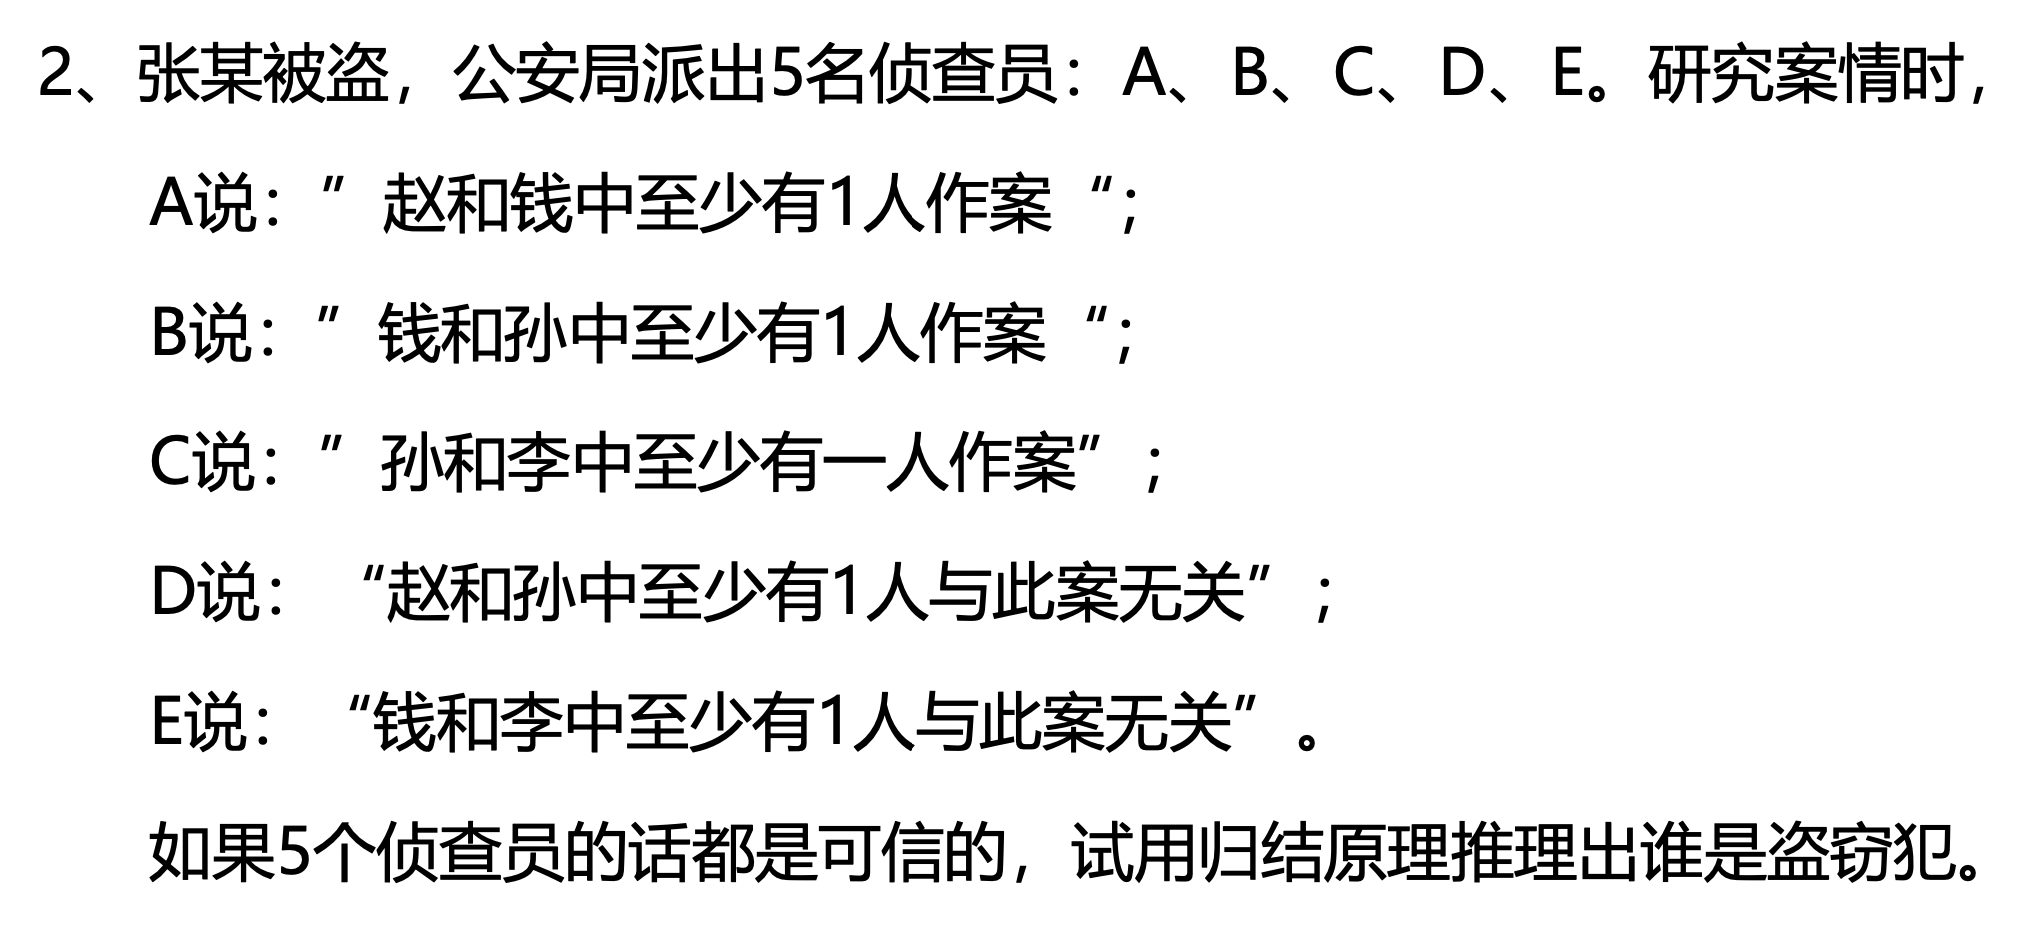 2、张某被盗，公安局派出5名侦查员：A、B、C、D、E。研究案情时，
A说：”赵和钱中至少有1人作案“；
B说：”钱和孙中至少有1人作案“；
C说：”孙和李中至少有一人作案”；
D说：“赵和孙中至少有1人与此案无关”；
E说：“钱和李中至少有1人与此案无关”。
如果5个侦查员的话都是可信的，试用归结原理推理出谁是盗窃犯。